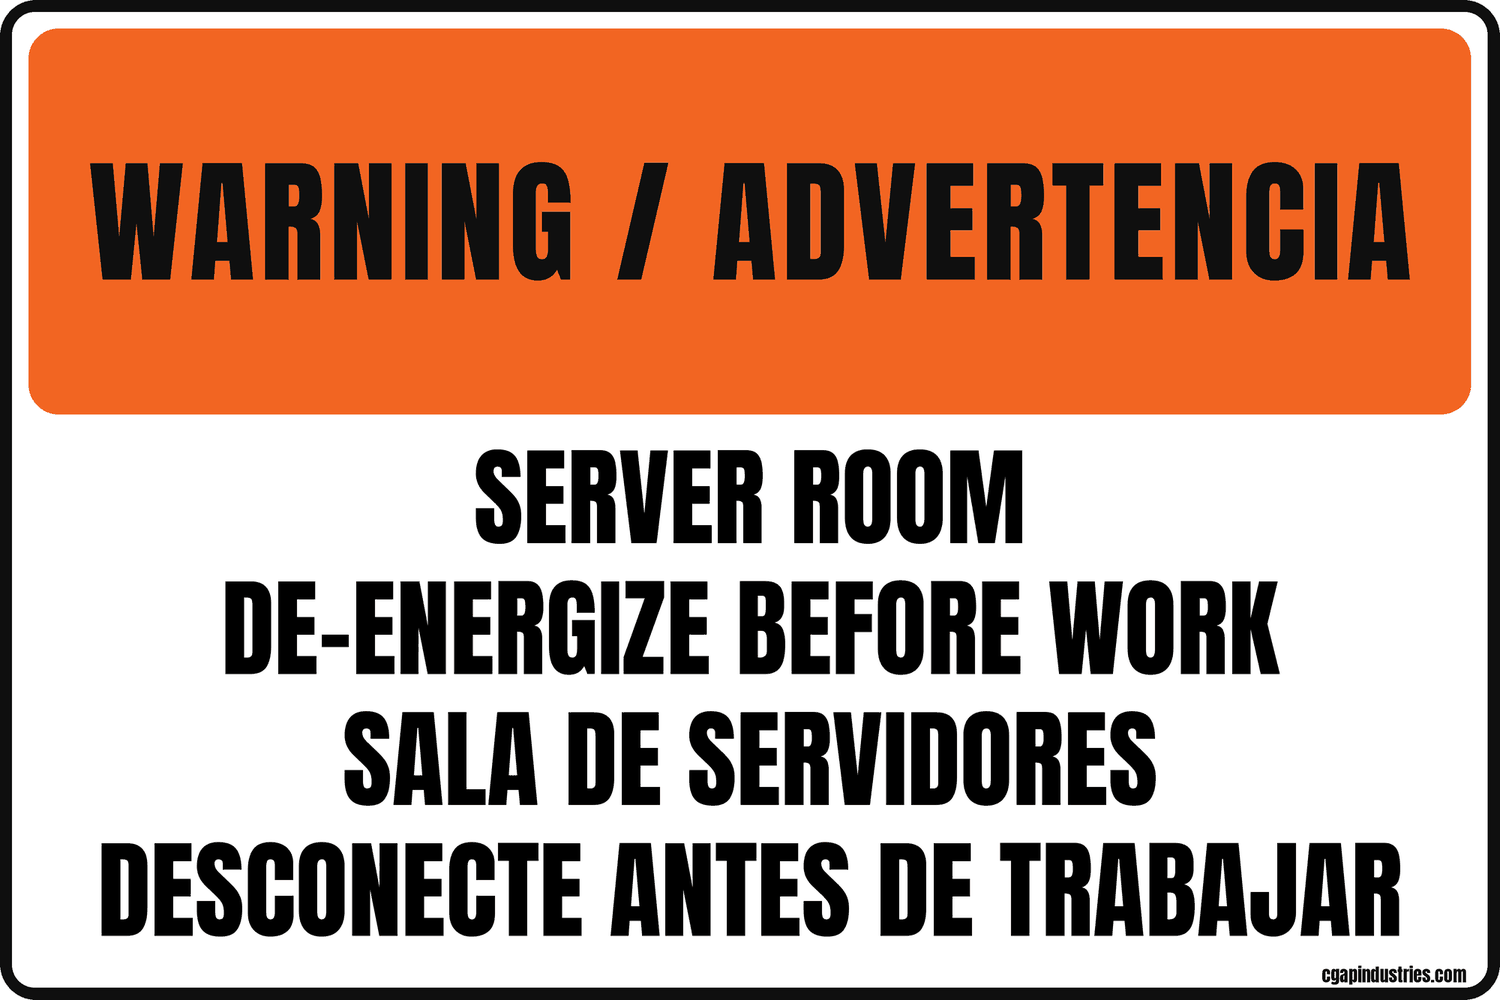 WARNING / ADVERTENCIA
SERVER ROOM
DE-ENERGIZE BEFORE WORK
SALA DE SERVIDORES
DESCONECTE ANTES DE TRABAJAR
cgapindustries.com